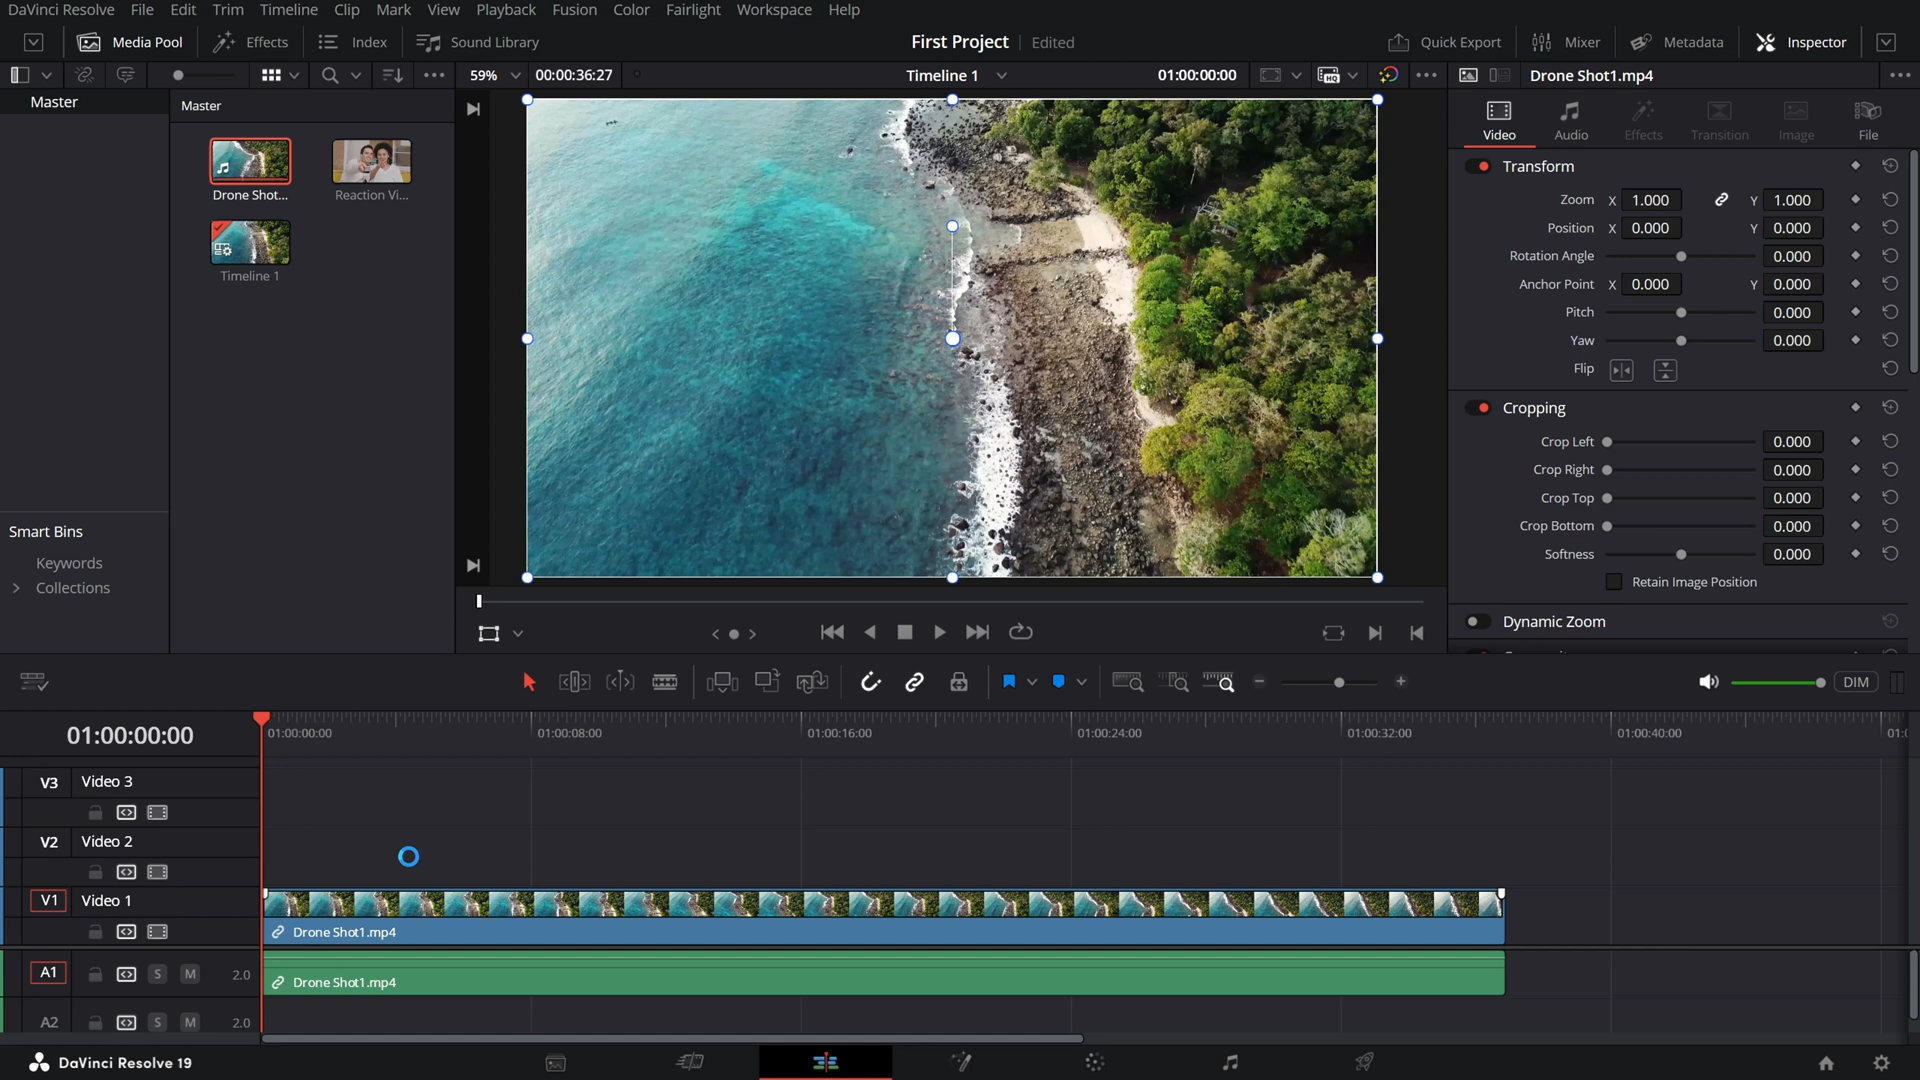 DaVinci Resolve File Edit Trim Timeline Clip Mark View Playback Fusion Color Fairlight Workspace Help
Media Pool Effects Index Sound Library First Project Edited Quick Export Mixer Metadata Inspector
59% 00:00:36:27 Timeline 1 01:00:00:00 Drone Shot1.mp4
Master
Master
Drone Shot...
Reaction Vi...
Timeline 1
Smart Bins
Keywords
Collections
Video Audio Effects Transition Image File
Transform
Zoom X 1.000 Y 1.000
Position X 0.000 Y 0.000
Rotation Angle 0.000
Anchor Point X 0.000 Y 0.000
Pitch 0.000
Yaw 0.000
Flip
Cropping
Crop Left 0.000
Crop Right 0.000
Crop Top 0.000
Crop Bottom 0.000
Softness 0.000
Retain Image Position
Dynamic Zoom
DIM
01:00:00:00
01:00:00:00 01:00:08:00 01:00:16:00 01:00:24:00 01:00:32:00 01:00:40:00
V3 Video 3
V2 Video 2
V1 Video 1
Drone Shot1.mp4
A1 S M 2.0
Drone Shot1.mp4
A2 S M 2.0
DaVinci Resolve 19